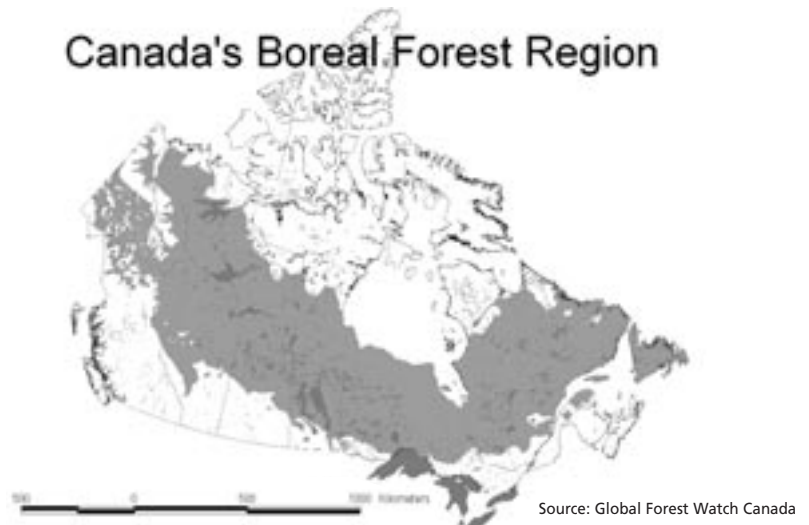 Canada's Boreal Forest Region
500 0 500 1000 Kilometers
Source: Global Forest Watch Canada